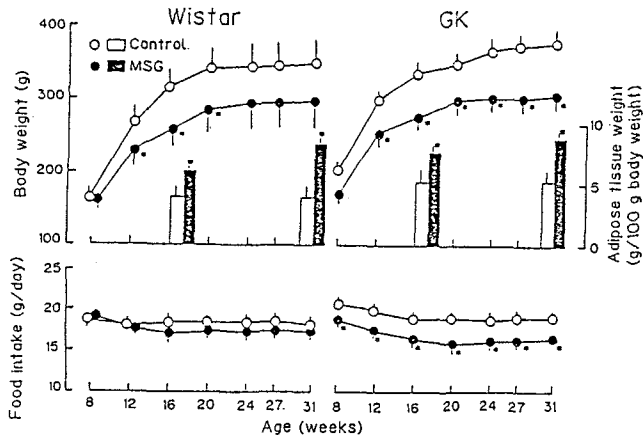 Wistar GK
Control.
MSG
Body weight (g)
400
300
200
100
Adipose tissue weight
(g/100 g body weight)
10
5
0
Food intake (g/day)
25
20
15
10
8 12 16 20 24 27. 31
8 12 16 20 24 27 31
Age (weeks)